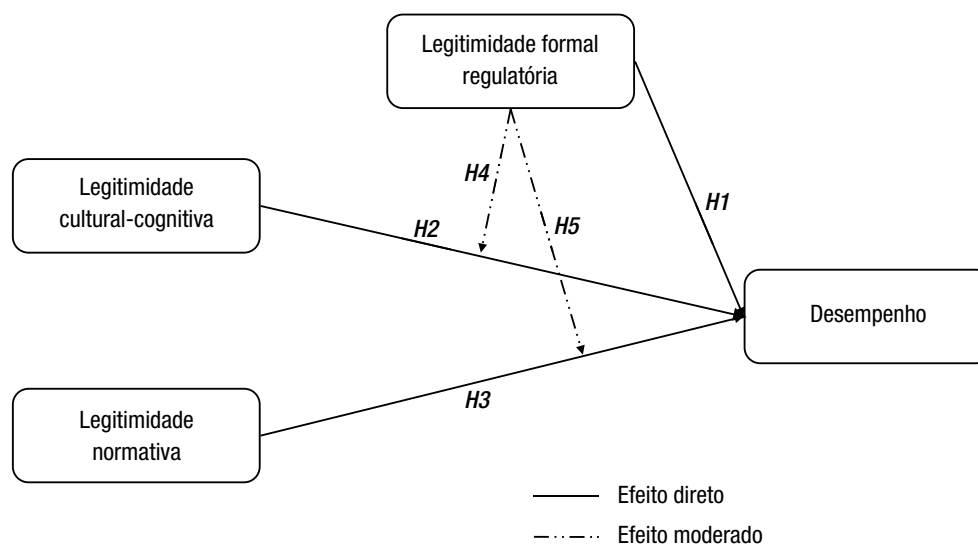 Legitimidade formal
regulatória
Legitimidade
cultural-cognitiva
H4
H1
H2
H5
Desempenho
Legitimidade
normativa
H3
Efeito direto
Efeito moderado